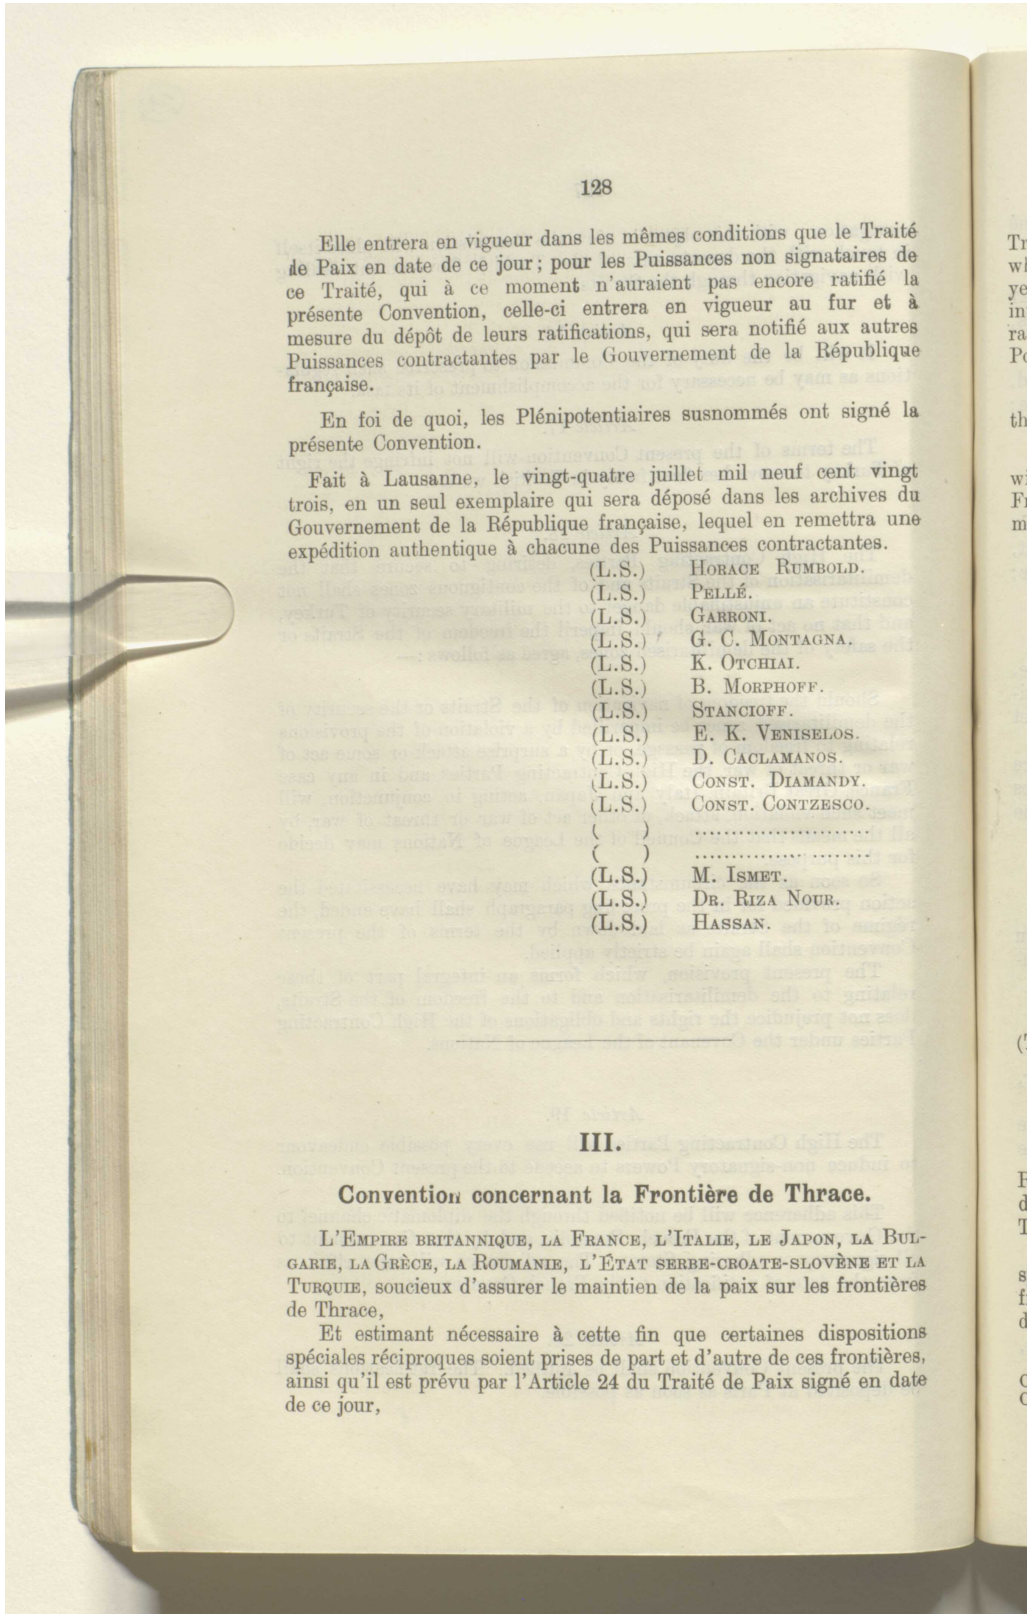 128
Elle entrera en vigueur dans les mêmes conditions que le Traité
de Paix en date de ce jour; pour les Puissances non signataires de
ce Traité, qui à ce moment n'auraient pas encore ratifié la
présente Convention, celle-ci entrera en vigueur au fur et à
mesure du dépôt de leurs ratifications, qui sera notifié aux autres
Puissances contractantes par le Gouvernement de la République
française.
En foi de quoi, les Plénipotentiaires susnommés ont signé la
présente Convention.
Fait à Lausanne, le vingt-quatre juillet mil neuf cent vingt
trois, en un seul exemplaire qui sera déposé dans les archives du
Gouvernement de la République française, lequel en remettra une
expédition authentique à chacune des Puissances contractantes.
(L.S.) HORACE RUMBOLD.
(L.S.) PELLÉ.
(L.S.) GARRONI.
(L.S.) G. C. MONTAGNA.
(L.S.) K. OTCHIAI.
(L.S.) B. MORPHOFF.
(L.S.) STANCIOFF.
(L.S.) E. K. VENISELOS.
(L.S.) D. CACLAMANOS.
(L.S.) CONST. DIAMANDY.
(L.S.) CONST. CONTZESCO.
( ) ........................
( ) ........................
(L.S.) M. ISMET.
(L.S.) DR. RIZA NOUR.
(L.S.) HASSAN.
III.
Convention concernant la Frontière de Thrace.
L'EMPIRE BRITANNIQUE, LA FRANCE, L'ITALIE, LE JAPON, LA BUL-
GARIE, LA GRÈCE, LA ROUMANIE, L'ÉTAT SERBE-CROATE-SLOVÈNE ET LA
TURQUIE, soucieux d'assurer le maintien de la paix sur les frontières
de Thrace,
Et estimant nécessaire à cette fin que certaines dispositions
spéciales réciproques soient prises de part et d'autre de ces frontières,
ainsi qu'il est prévu par l'Article 24 du Traité de Paix signé en date
de ce jour,